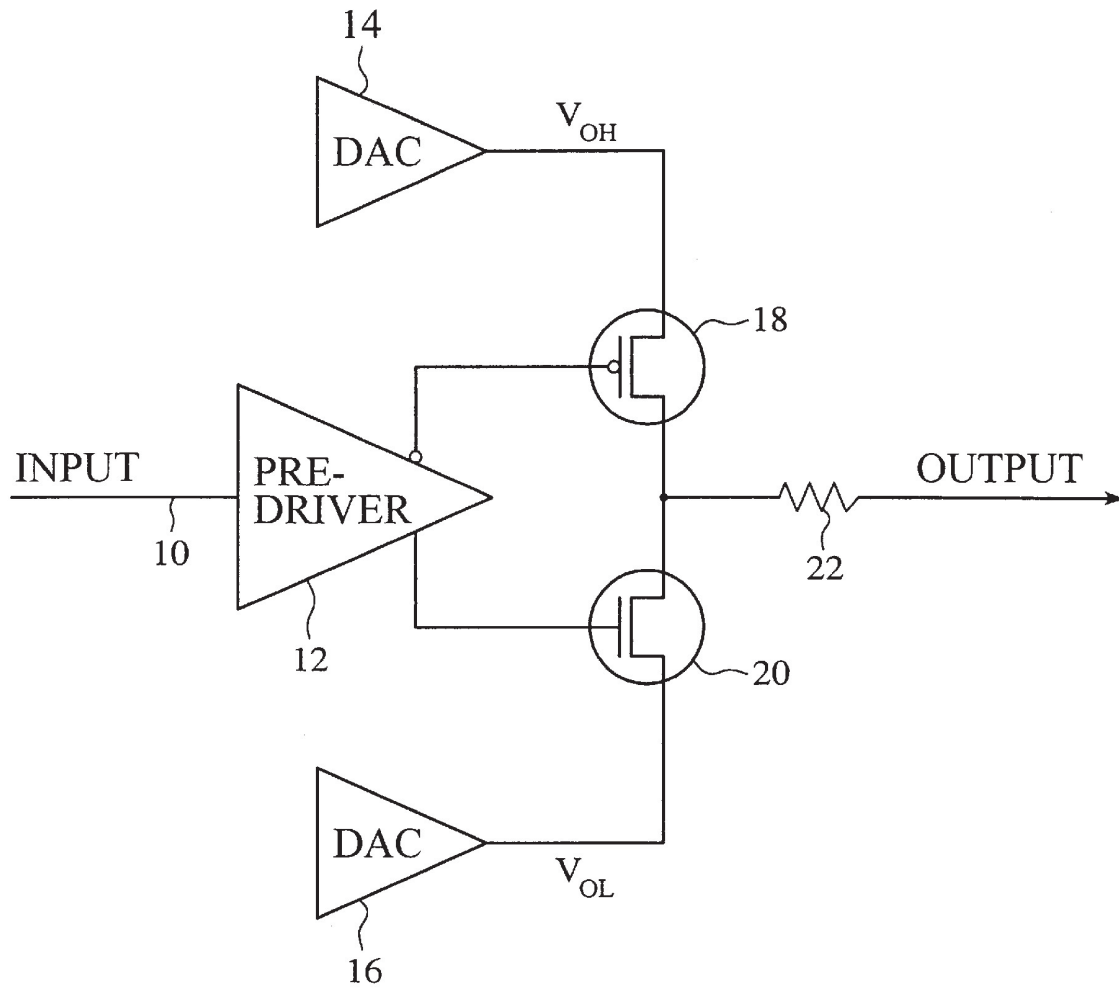 14
DAC
V_OH
18
INPUT
PRE-
DRIVER
OUTPUT
10
22
12
20
DAC
V_OL
16